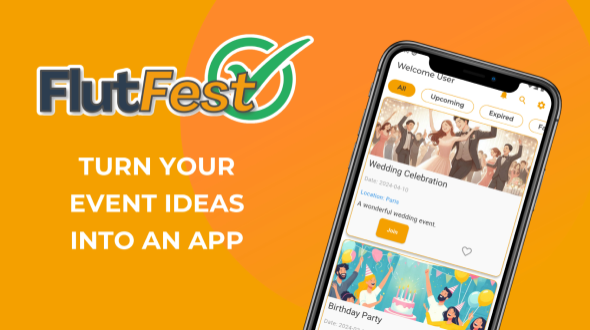 FlutFest
TURN YOUR
EVENT IDEAS
INTO AN APP
Welcome User
All
Upcoming
Expired
Wedding Celebration
Date: 2024-04-10
Location: Paris
A wonderful wedding event.
Join
Birthday Party